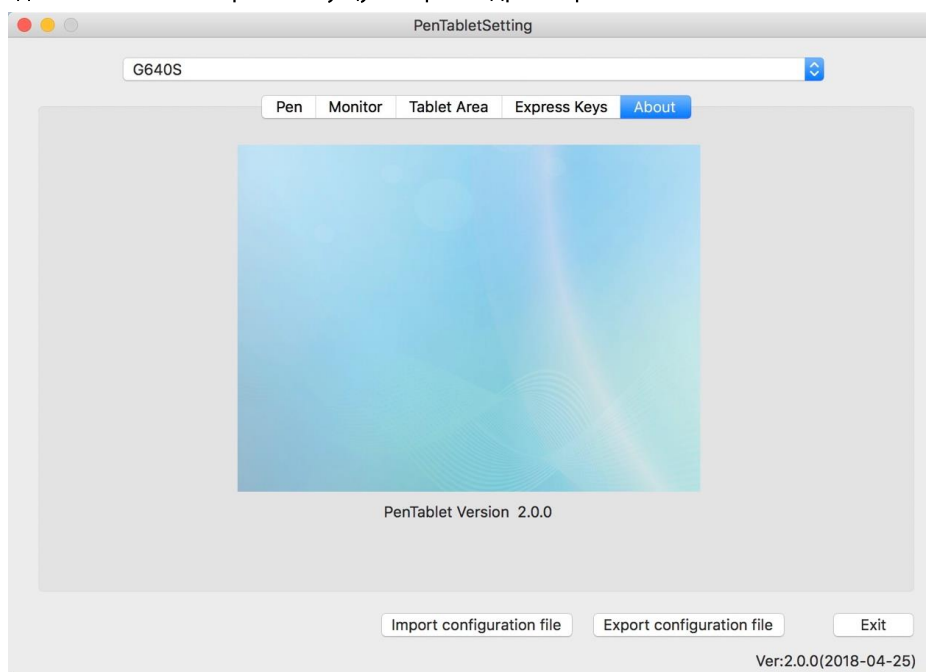 PenTabletSetting
G640S
Pen Monitor Tablet Area Express Keys About
PenTablet Version 2.0.0
Import configuration file Export configuration file Exit
Ver:2.0.0(2018-04-25)